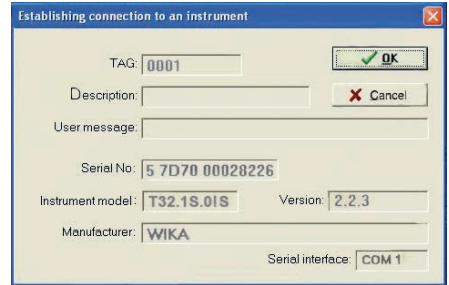 Establishing connection to an instrument
TAG: 0001
OK
Description:
Cancel
User message:
Serial No: 5 7D70 00028226
Instrument model: T32.1S.0IS Version: 2.2.3
Manufacturer: WIKA
Serial interface: COM 1